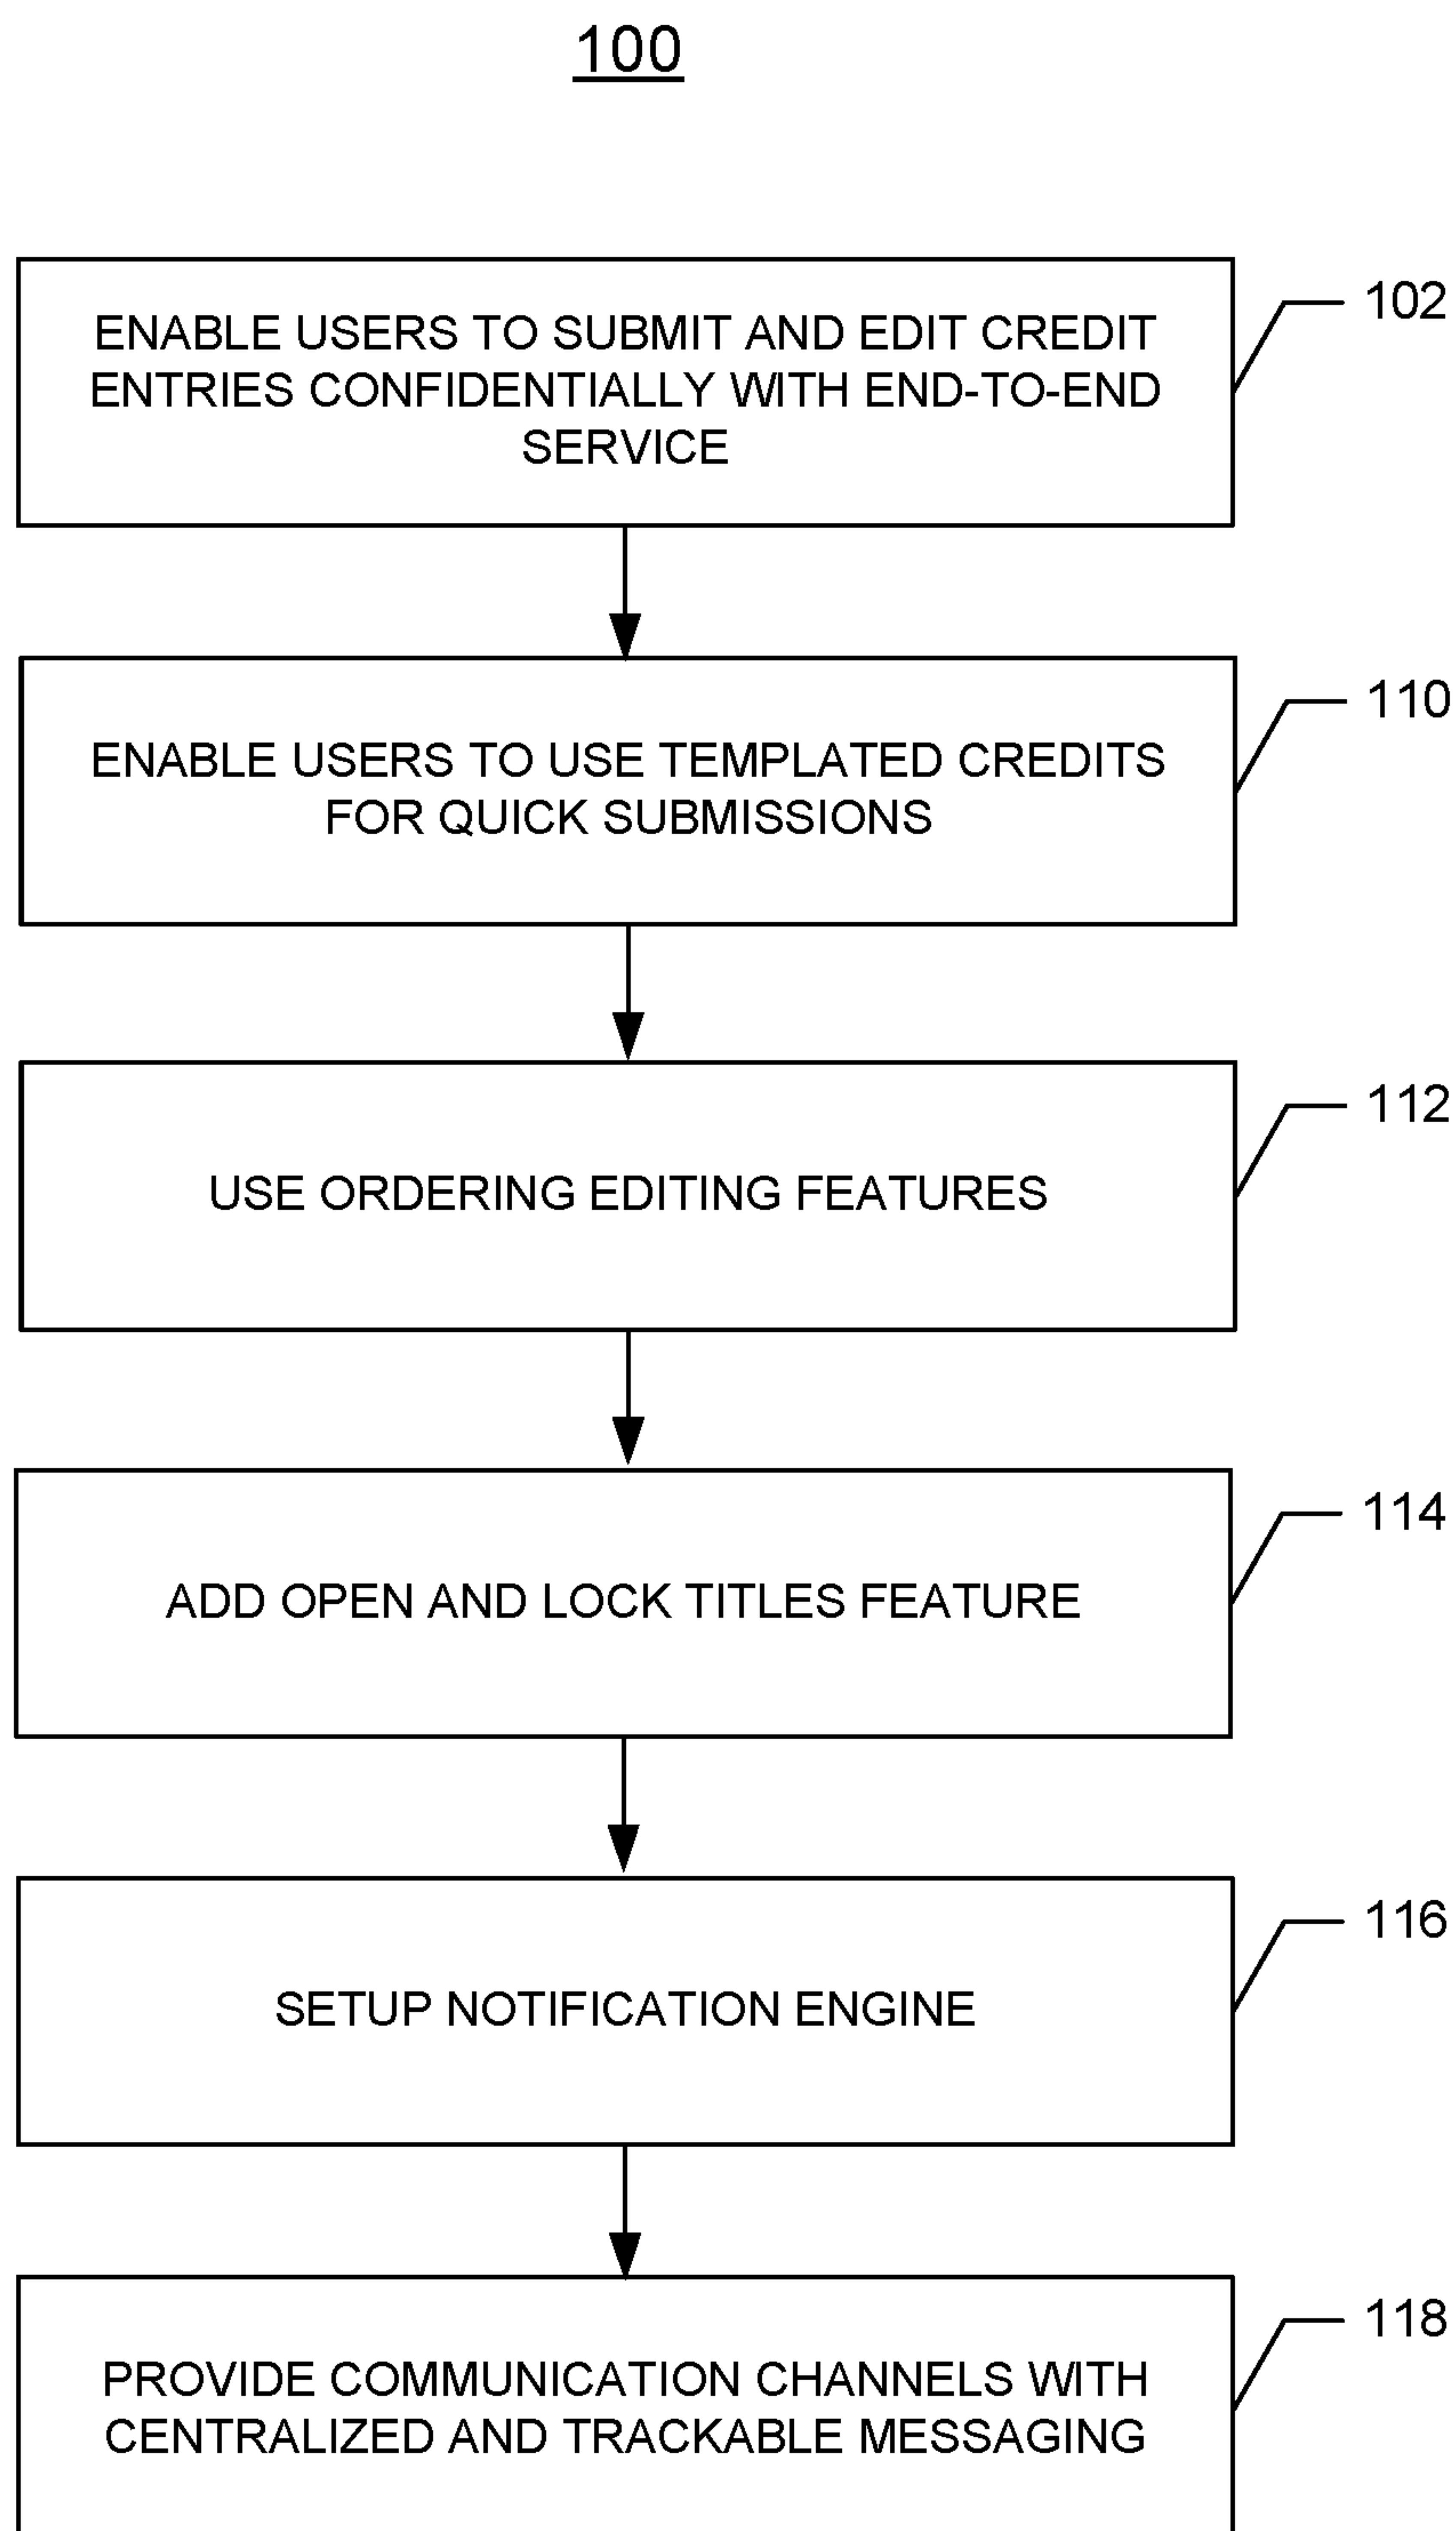 100
ENABLE USERS TO SUBMIT AND EDIT CREDIT
ENTRIES CONFIDENTIALLY WITH END-TO-END
SERVICE
102
ENABLE USERS TO USE TEMPLATED CREDITS
FOR QUICK SUBMISSIONS
110
USE ORDERING EDITING FEATURES
112
ADD OPEN AND LOCK TITLES FEATURE
114
SETUP NOTIFICATION ENGINE
116
PROVIDE COMMUNICATION CHANNELS WITH
CENTRALIZED AND TRACKABLE MESSAGING
118